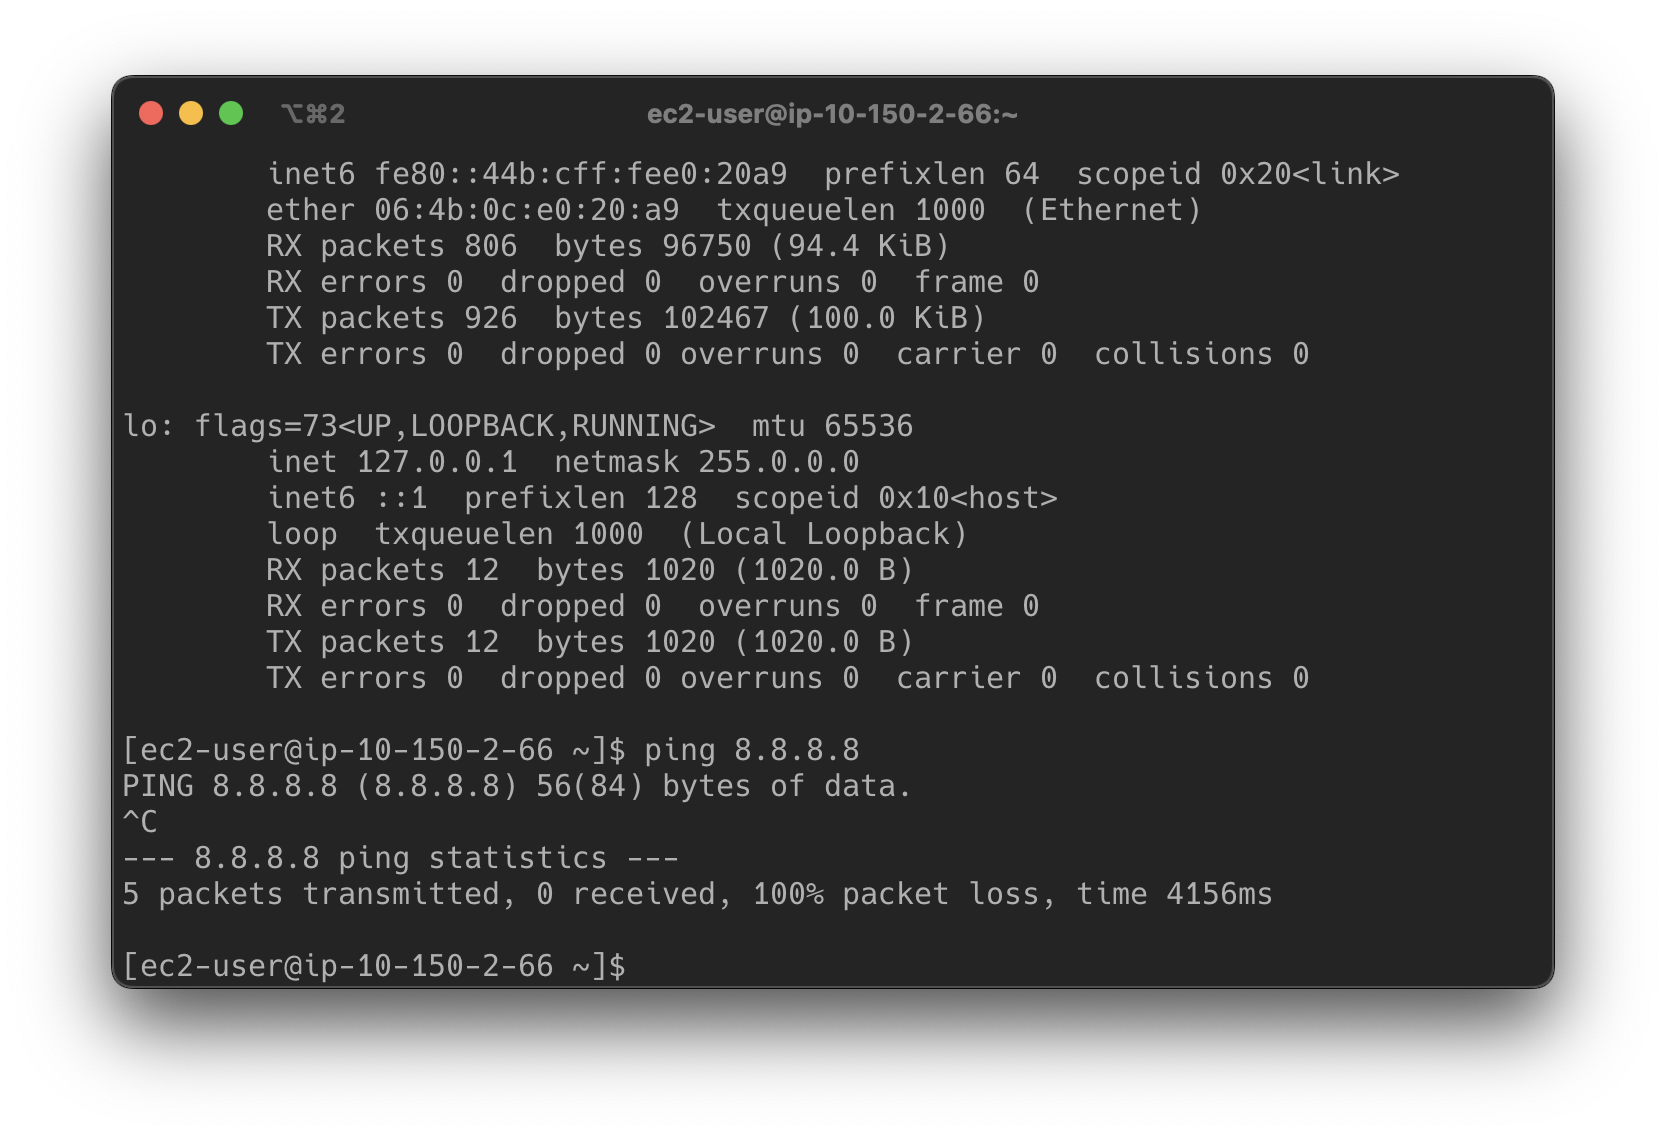 ⌥⌘2 ec2-user@ip-10-150-2-66:~
inet6 fe80::44b:cff:fee0:20a9  prefixlen 64  scopeid 0x20<link>
ether 06:4b:0c:e0:20:a9  txqueuelen 1000  (Ethernet)
RX packets 806  bytes 96750 (94.4 KiB)
RX errors 0  dropped 0  overruns 0  frame 0
TX packets 926  bytes 102467 (100.0 KiB)
TX errors 0  dropped 0 overruns 0  carrier 0  collisions 0
lo: flags=73<UP,LOOPBACK,RUNNING>  mtu 65536
inet 127.0.0.1  netmask 255.0.0.0
inet6 ::1  prefixlen 128  scopeid 0x10<host>
loop  txqueuelen 1000  (Local Loopback)
RX packets 12  bytes 1020 (1020.0 B)
RX errors 0  dropped 0  overruns 0  frame 0
TX packets 12  bytes 1020 (1020.0 B)
TX errors 0  dropped 0 overruns 0  carrier 0  collisions 0
[ec2-user@ip-10-150-2-66 ~]$ ping 8.8.8.8
PING 8.8.8.8 (8.8.8.8) 56(84) bytes of data.
^C
--- 8.8.8.8 ping statistics ---
5 packets transmitted, 0 received, 100% packet loss, time 4156ms
[ec2-user@ip-10-150-2-66 ~]$